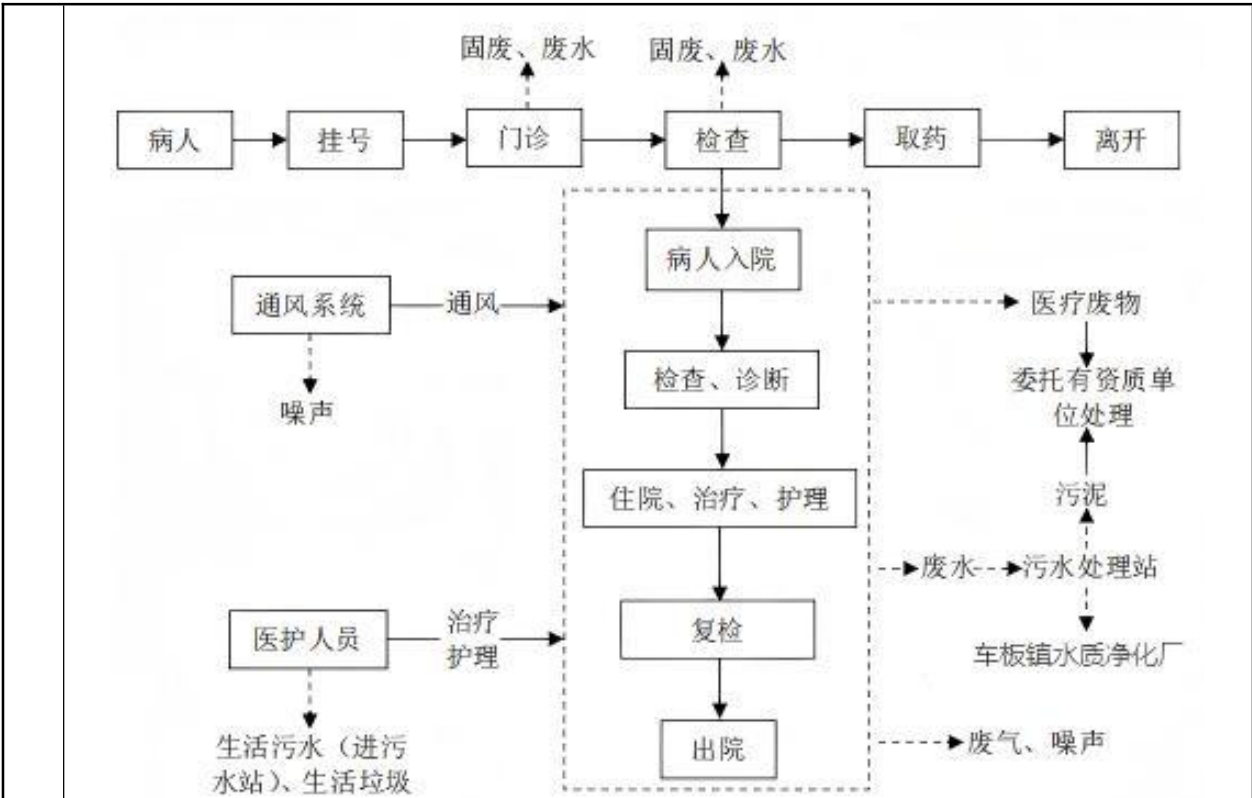 固废、废水
固废、废水
病人
挂号
门诊
检查
取药
离开
病人入院
通风系统
通风
医疗废物
检查、诊断
委托有资质单
位处理
噪声
住院、治疗、护理
污泥
废水
污水处理站
医护人员
治疗
护理
复检
车板镇水质净化厂
生活污水（进污
水站）、生活垃圾
出院
废气、噪声